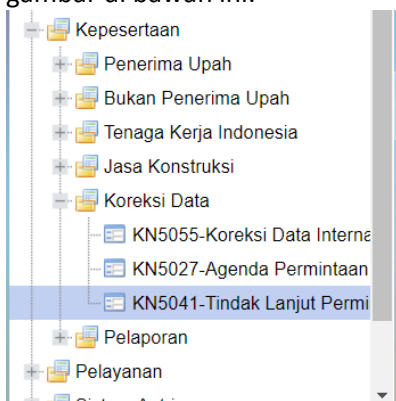 Kepesertaan
Penerima Upah
Bukan Penerima Upah
Tenaga Kerja Indonesia
Jasa Konstruksi
Koreksi Data
KN5055-Koreksi Data Interna
KN5027-Agenda Permintaan
KN5041-Tindak Lanjut Permi
Pelaporan
Pelayanan